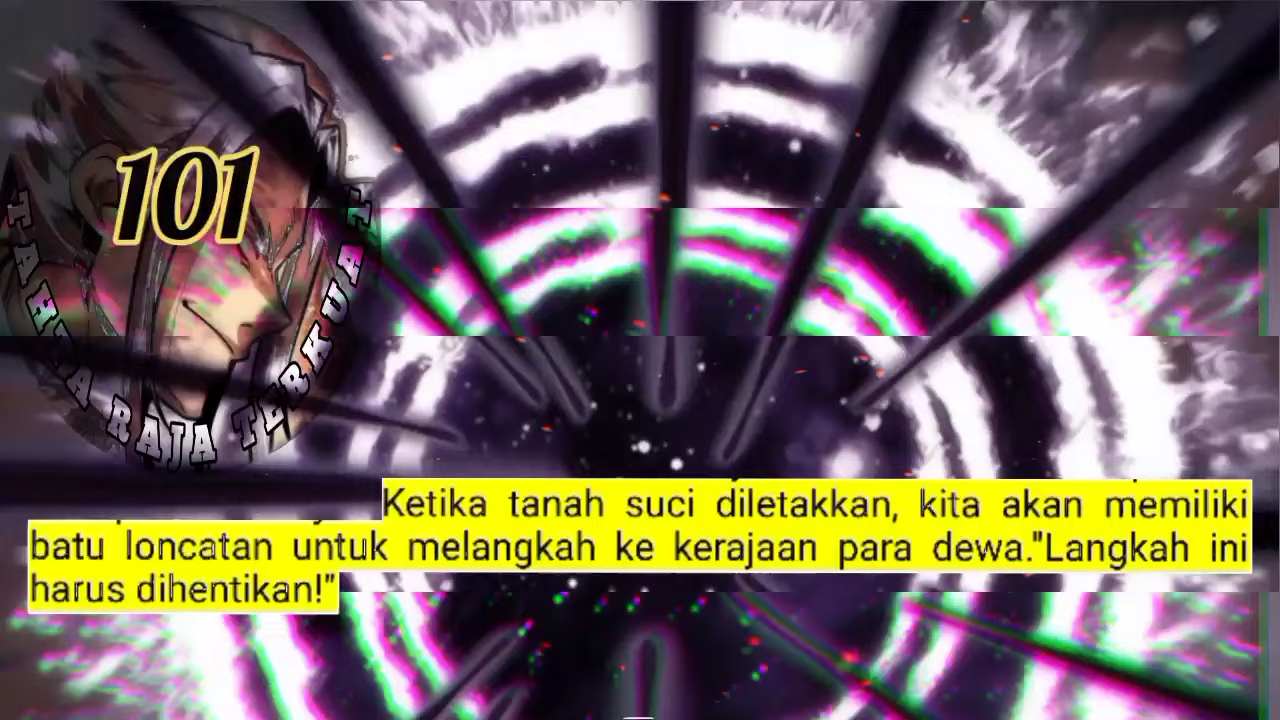 101
TAHTA RAJA TERKUAT
Ketika tanah suci diletakkan, kita akan memiliki
batu loncatan untuk melangkah ke kerajaan para dewa."Langkah ini
harus dihentikan!"